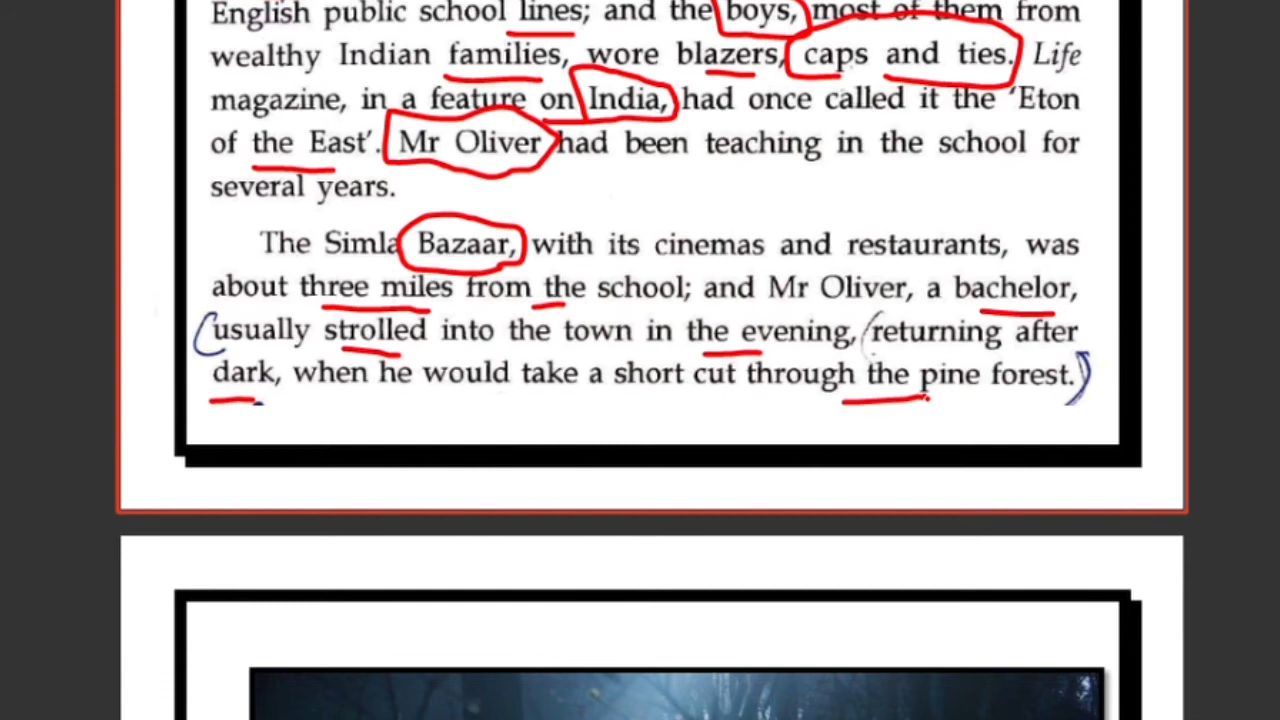 English public school lines; and the boys, most of them from
wealthy Indian families, wore blazers, caps and ties. Life
magazine, in a feature on India, had once called it the 'Eton
of the East'. Mr Oliver had been teaching in the school for
several years.
The Simla Bazaar, with its cinemas and restaurants, was
about three miles from the school; and Mr Oliver, a bachelor,
usually strolled into the town in the evening, returning after
dark, when he would take a short cut through the pine forest.